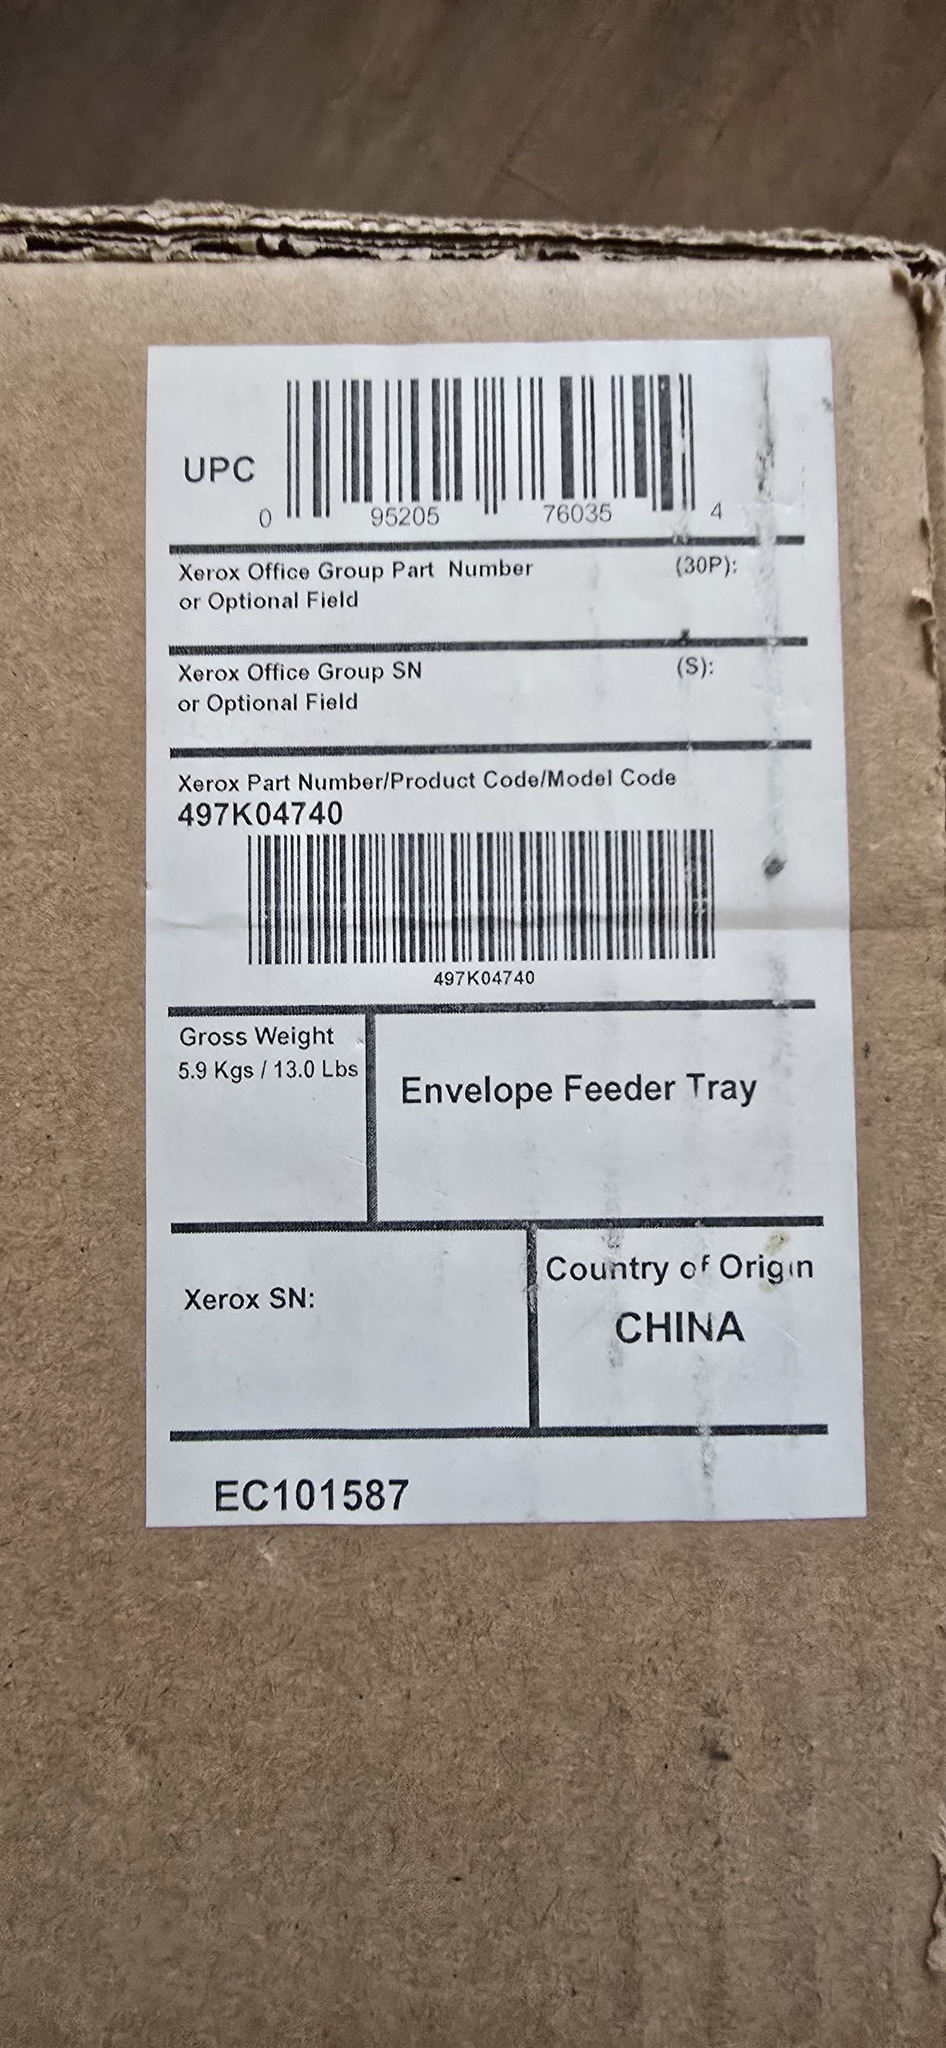 UPC
0 95205 76035 4
Xerox Office Group Part Number (30P):
or Optional Field
Xerox Office Group SN (S):
or Optional Field
Xerox Part Number/Product Code/Model Code
497K04740
497K04740
Gross Weight
5.9 Kgs / 13.0 Lbs
Envelope Feeder Tray
Xerox SN:
Country of Origin
CHINA
EC101587